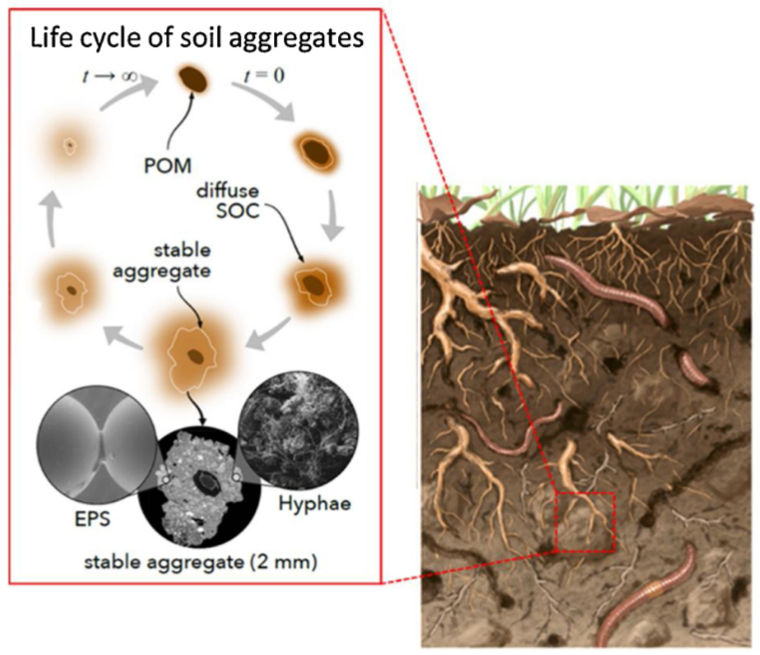 Life cycle of soil aggregates
t → ∞
t = 0
POM
diffuse
SOC
stable
aggregate
EPS
Hyphae
stable aggregate (2 mm)